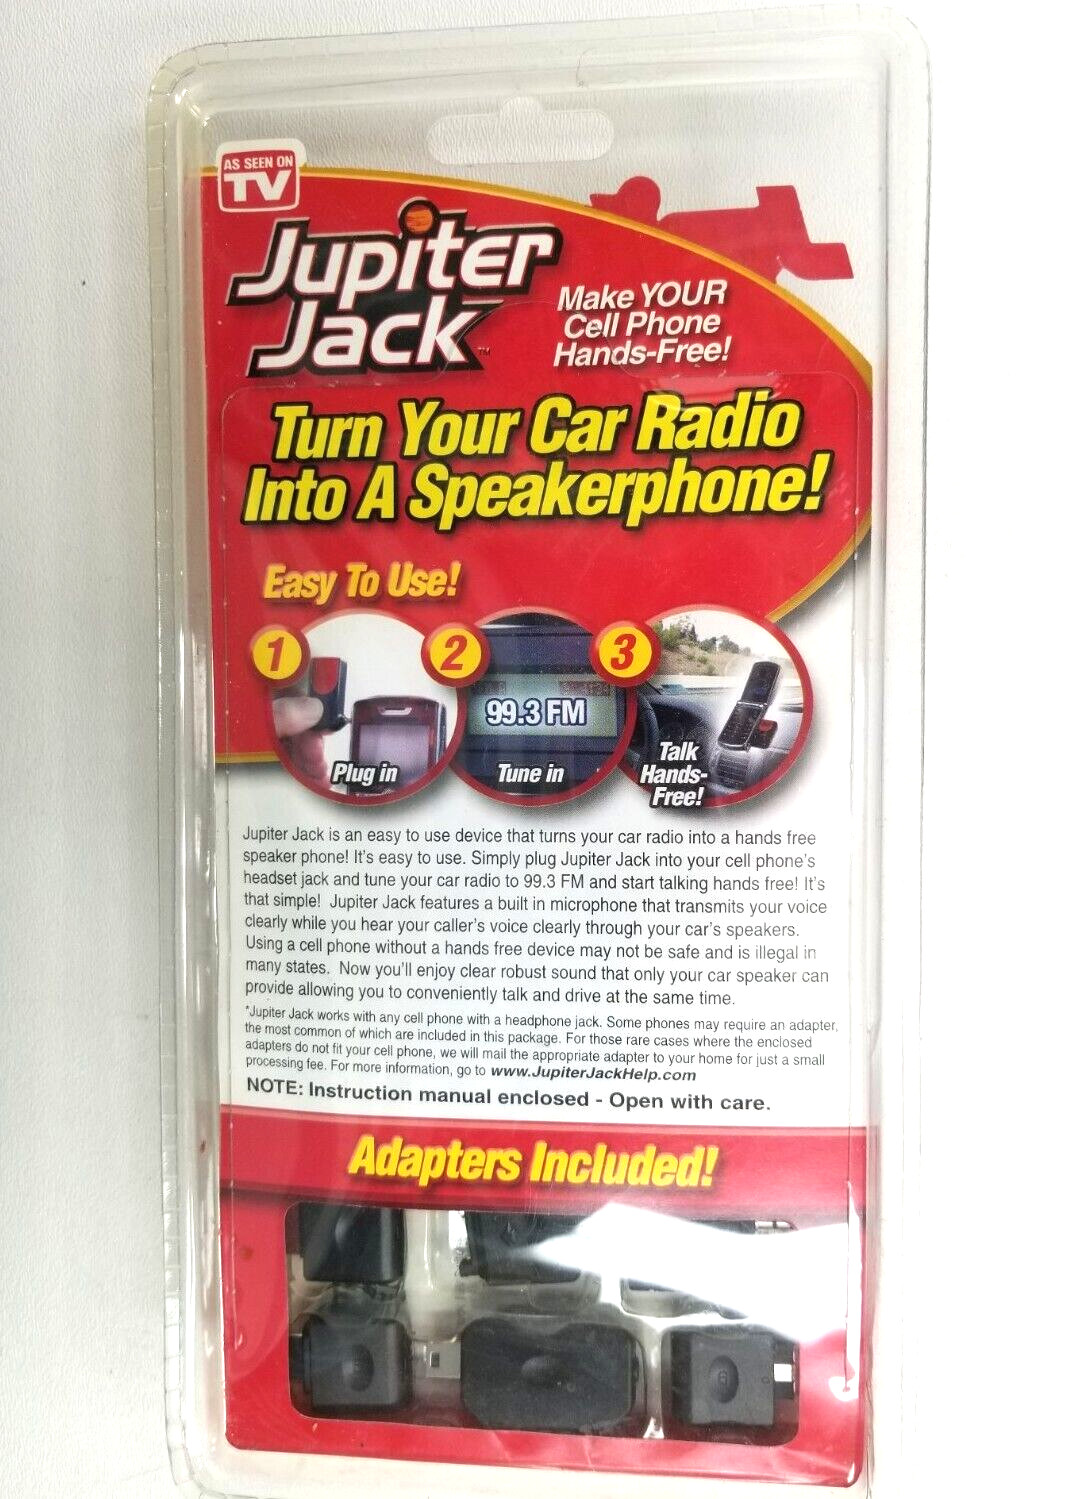 AS SEEN ON
TV
Jupiter
Jack™
Make YOUR
Cell Phone
Hands-Free!
Turn Your Car Radio
Into A Speakerphone!
Easy To Use!
1
2
3
99.3 FM
Plug in
Tune in
Talk
Hands-
Free!
Jupiter Jack is an easy to use device that turns your car radio into a hands free
speaker phone! It's easy to use. Simply plug Jupiter Jack into your cell phone's
headset jack and tune your car radio to 99.3 FM and start talking hands free! It's
that simple! Jupiter Jack features a built in microphone that transmits your voice
clearly while you hear your caller's voice clearly through your car's speakers.
Using a cell phone without a hands free device may not be safe and is illegal in
many states. Now you'll enjoy clear robust sound that only your car speaker can
provide allowing you to conveniently talk and drive at the same time.
*Jupiter Jack works with any cell phone with a headphone jack. Some phones may require an adapter,
the most common of which are included in this package. For those rare cases where the enclosed
adapters do not fit your cell phone, we will mail the appropriate adapter to your home for just a small
processing fee. For more information, go to www.JupiterJackHelp.com
NOTE: Instruction manual enclosed - Open with care.
Adapters Included!